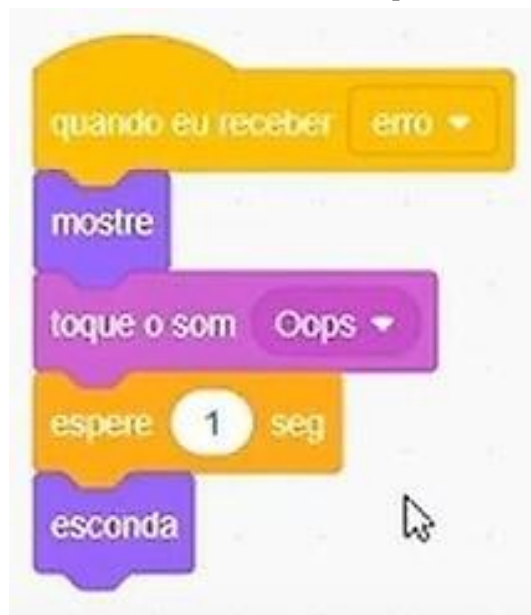 quando eu receber erro
mostre
toque o som Oops
espere 1 seg
esconda